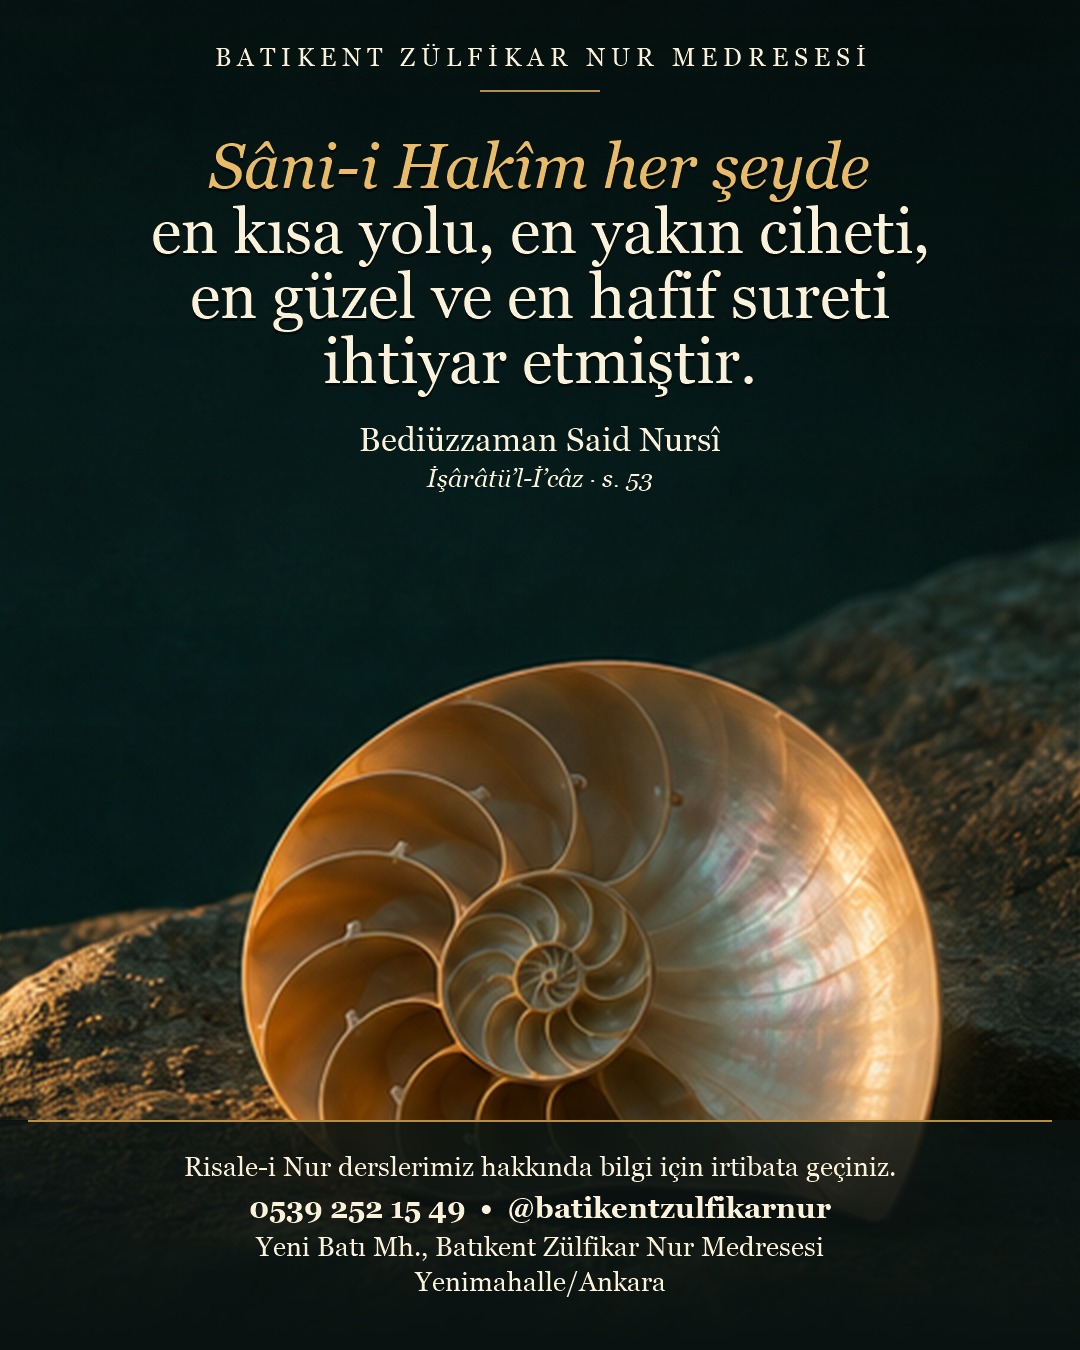 BATIKENT ZÜLFİKAR NUR MEDRESESİ
Sâni-i Hakîm her şeyde
en kısa yolu, en yakın ciheti,
en güzel ve en hafif sureti
ihtiyar etmiştir.
Bediüzzaman Said Nursî
İşârâtü’l-İ’câz · s. 53
Risale-i Nur derslerimiz hakkında bilgi için irtibata geçiniz.
0539 252 15 49 • @batikentzulfikarnur
Yeni Batı Mh., Batıkent Zülfikar Nur Medresesi
Yenimahalle/Ankara